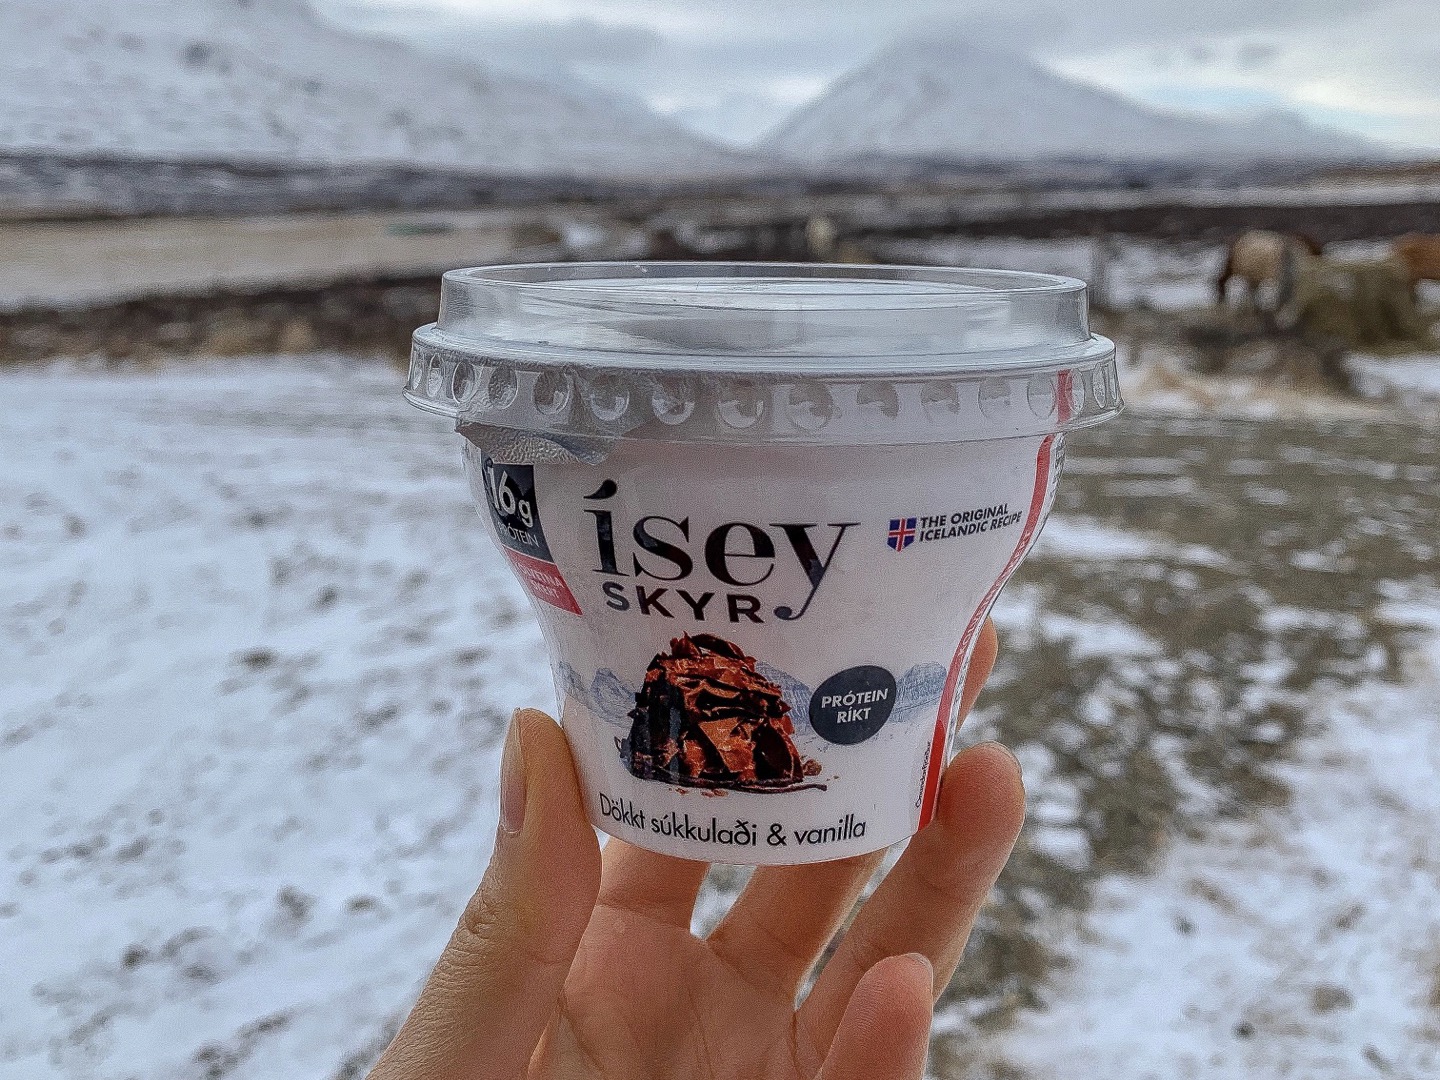 16g
PRÓTEIN
ísey
SKYR
THE ORIGINAL
ICELANDIC RECIPE
PRÓTEIN
RÍKT
Dökkt súkkulaði & vanilla